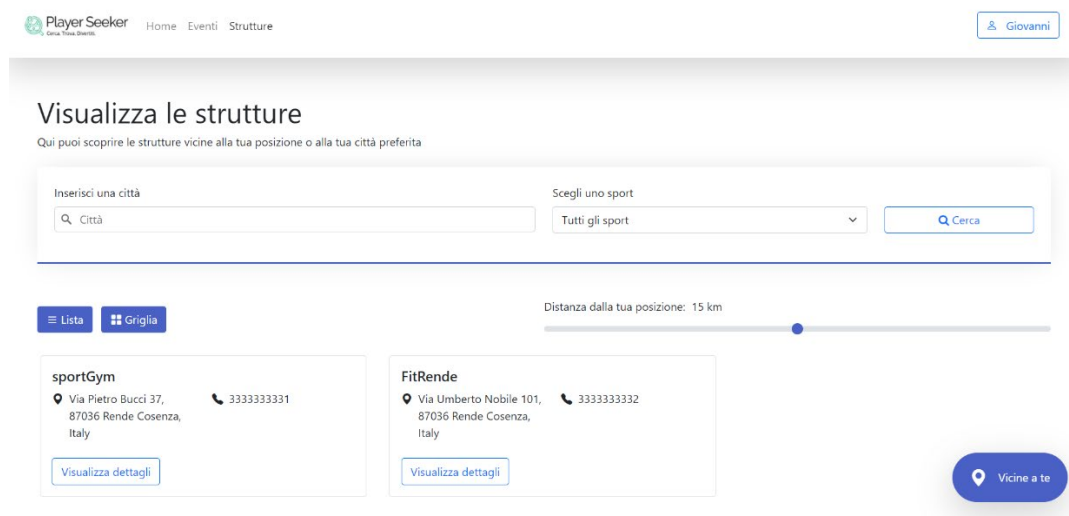 Player Seeker
Cerca. Trova. Divertiti.
Home Eventi Strutture
Giovanni
Visualizza le strutture
Qui puoi scoprire le strutture vicine alla tua posizione o alla tua città preferita
Inserisci una città
Città
Scegli uno sport
Tutti gli sport
Cerca
Lista
Griglia
Distanza dalla tua posizione: 15 km
sportGym
Via Pietro Bucci 37,
87036 Rende Cosenza,
Italy
3333333331
Visualizza dettagli
FitRende
Via Umberto Nobile 101,
87036 Rende Cosenza,
Italy
3333333332
Visualizza dettagli
Vicine a te